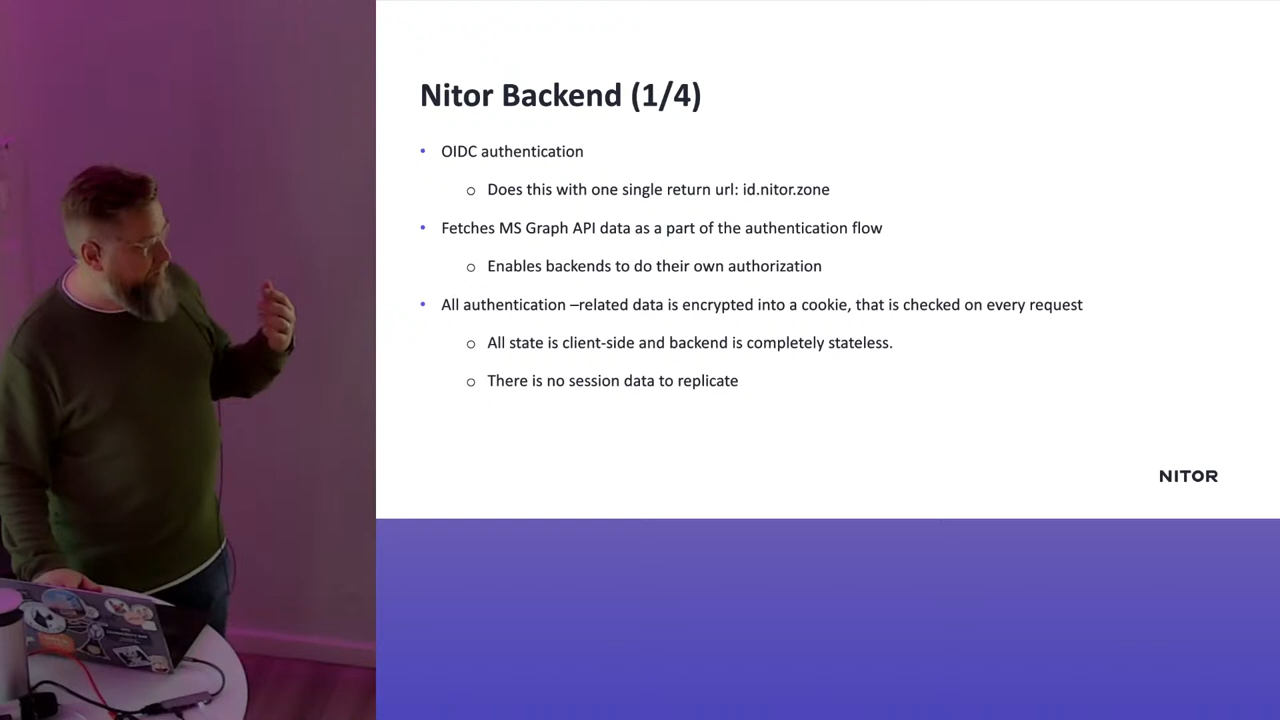 Nitor Backend (1/4)
• OIDC authentication
o Does this with one single return url: id.nitor.zone
• Fetches MS Graph API data as a part of the authentication flow
o Enables backends to do their own authorization
• All authentication –related data is encrypted into a cookie, that is checked on every request
o All state is client-side and backend is completely stateless.
o There is no session data to replicate
NITOR